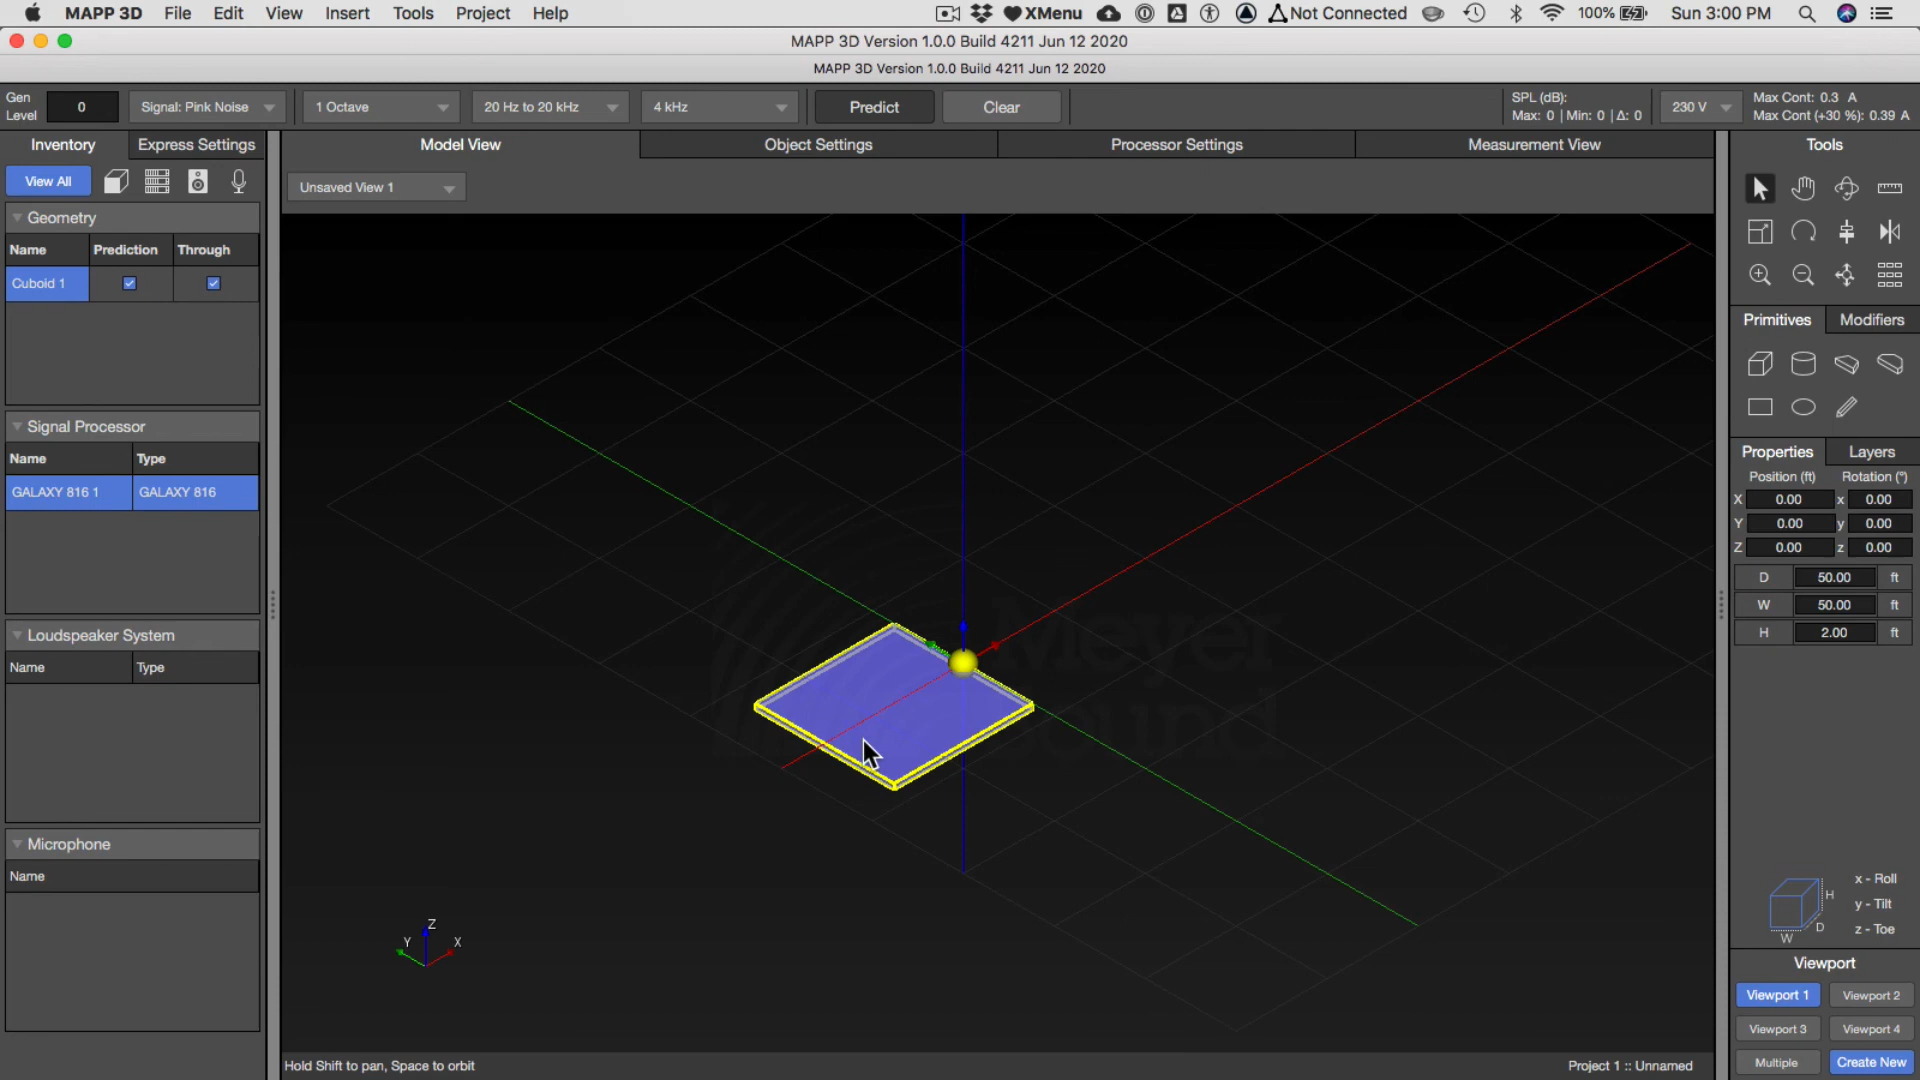 MAPP 3D File Edit View Insert Tools Project Help XMenu Not Connected 100% Sun 3:00 PM
MAPP 3D Version 1.0.0 Build 4211 Jun 12 2020
MAPP 3D Version 1.0.0 Build 4211 Jun 12 2020
Gen Level 0 Signal: Pink Noise 1 Octave 20 Hz to 20 kHz 4 kHz Predict Clear
SPL (dB):
Max: 0 | Min: 0 | Δ: 0
230 V
Max Cont: 0.3 A
Max Cont (+30 %): 0.39 A
Inventory Express Settings
Model View Object Settings Processor Settings Measurement View
Tools
View All
Unsaved View 1
Geometry
Name Prediction Through
Cuboid 1
Signal Processor
Name Type
GALAXY 816 1 GALAXY 816
Loudspeaker System
Name Type
Microphone
Name
Meyer
Sound
Z
Y X
Hold Shift to pan, Space to orbit
Project 1 :: Unnamed
Primitives Modifiers
Properties Layers
Position (ft) Rotation (°)
X 0.00 x 0.00
Y 0.00 y 0.00
Z 0.00 z 0.00
D 50.00 ft
W 50.00 ft
H 2.00 ft
H
D
W
x - Roll
y - Tilt
z - Toe
Viewport
Viewport 1 Viewport 2
Viewport 3 Viewport 4
Multiple Create New